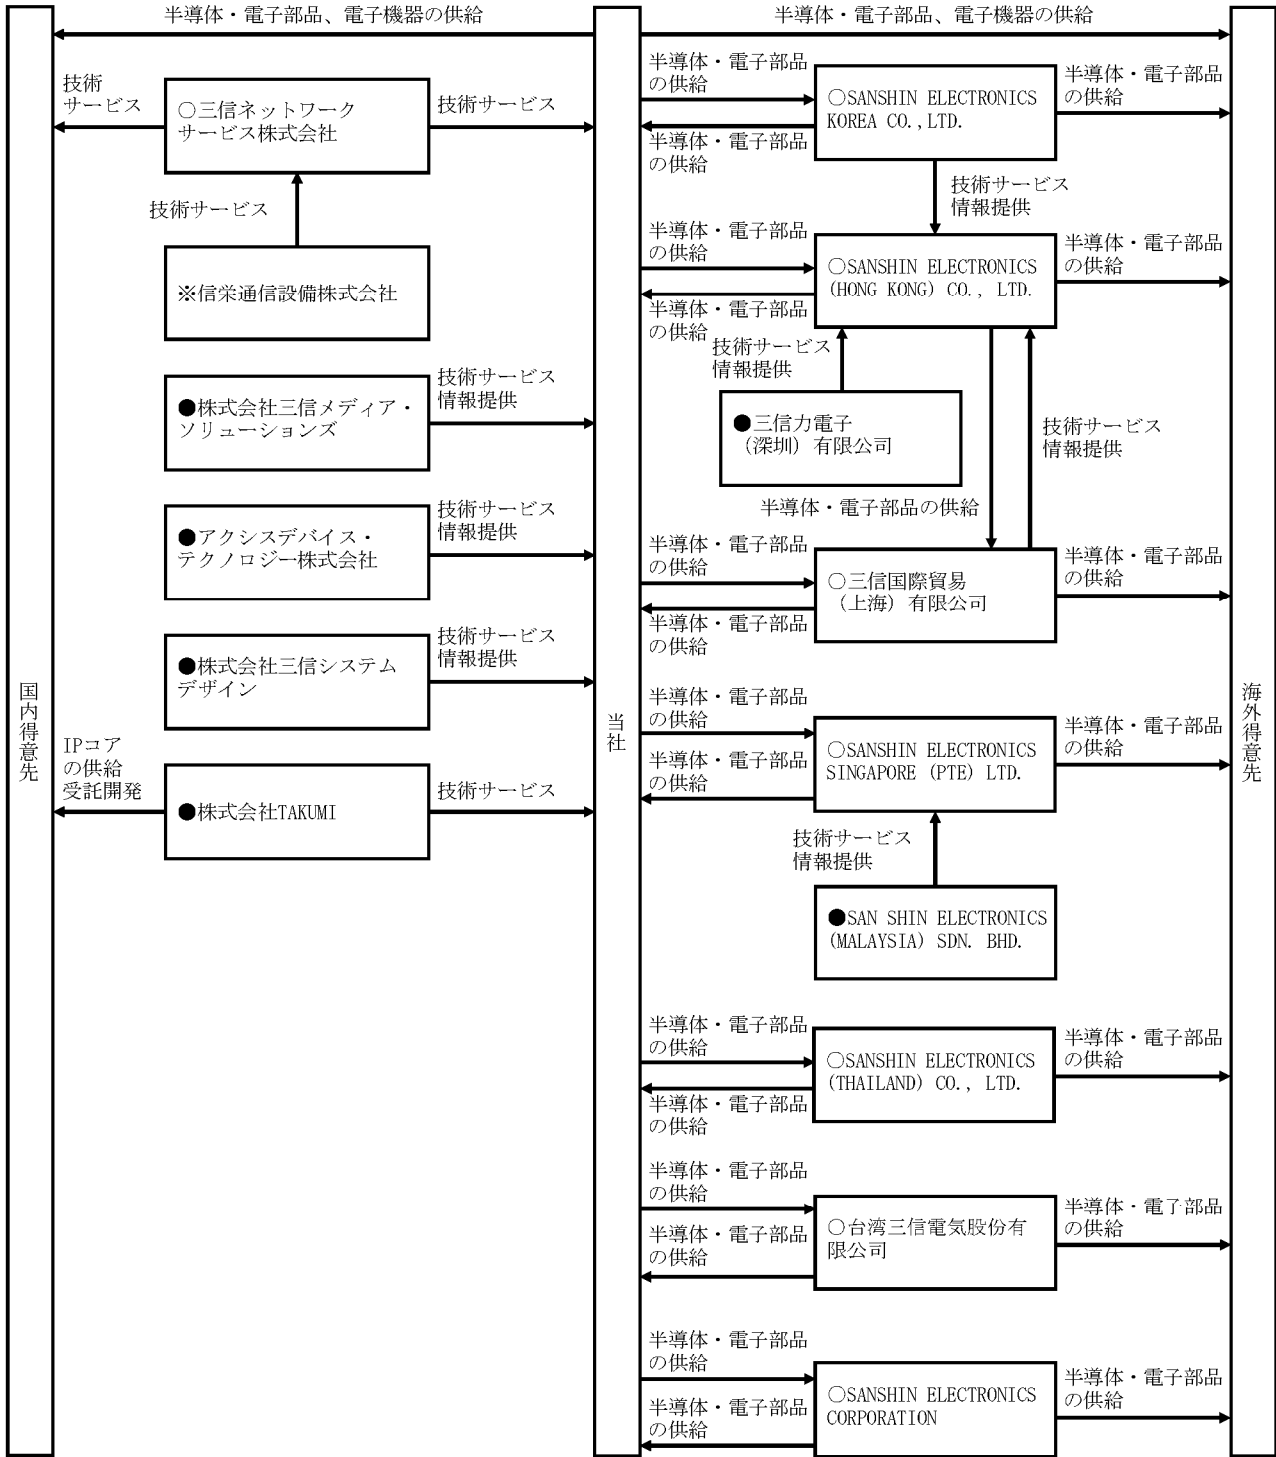 半導体・電子部品、電子機器の供給
半導体・電子部品、電子機器の供給
国内得意先
技術
サービス
○三信ネットワーク
サービス株式会社
技術サービス
技術サービス
※信栄通信設備株式会社
●株式会社三信メディア・
ソリューションズ
技術サービス
情報提供
●アクシスデバイス・
テクノロジー株式会社
技術サービス
情報提供
●株式会社三信システム
デザイン
技術サービス
情報提供
IPコア
の供給
受託開発
●株式会社TAKUMI
技術サービス
当社
半導体・電子部品
の供給
半導体・電子部品
の供給
○SANSHIN ELECTRONICS
KOREA CO.,LTD.
半導体・電子部品
の供給
技術サービス
情報提供
半導体・電子部品
の供給
半導体・電子部品
の供給
○SANSHIN ELECTRONICS
(HONG KONG) CO., LTD.
半導体・電子部品
の供給
技術サービス
情報提供
●三信力電子
（深圳）有限公司
技術サービス
情報提供
半導体・電子部品の供給
半導体・電子部品
の供給
半導体・電子部品
の供給
○三信国際貿易
（上海）有限公司
半導体・電子部品
の供給
半導体・電子部品
の供給
半導体・電子部品
の供給
○SANSHIN ELECTRONICS
SINGAPORE (PTE) LTD.
半導体・電子部品
の供給
技術サービス
情報提供
●SAN SHIN ELECTRONICS
(MALAYSIA) SDN. BHD.
半導体・電子部品
の供給
半導体・電子部品
の供給
○SANSHIN ELECTRONICS
(THAILAND) CO., LTD.
半導体・電子部品
の供給
半導体・電子部品
の供給
半導体・電子部品
の供給
○台湾三信電気股份有
限公司
半導体・電子部品
の供給
半導体・電子部品
の供給
半導体・電子部品
の供給
○SANSHIN ELECTRONICS
CORPORATION
半導体・電子部品
の供給
海外得意先